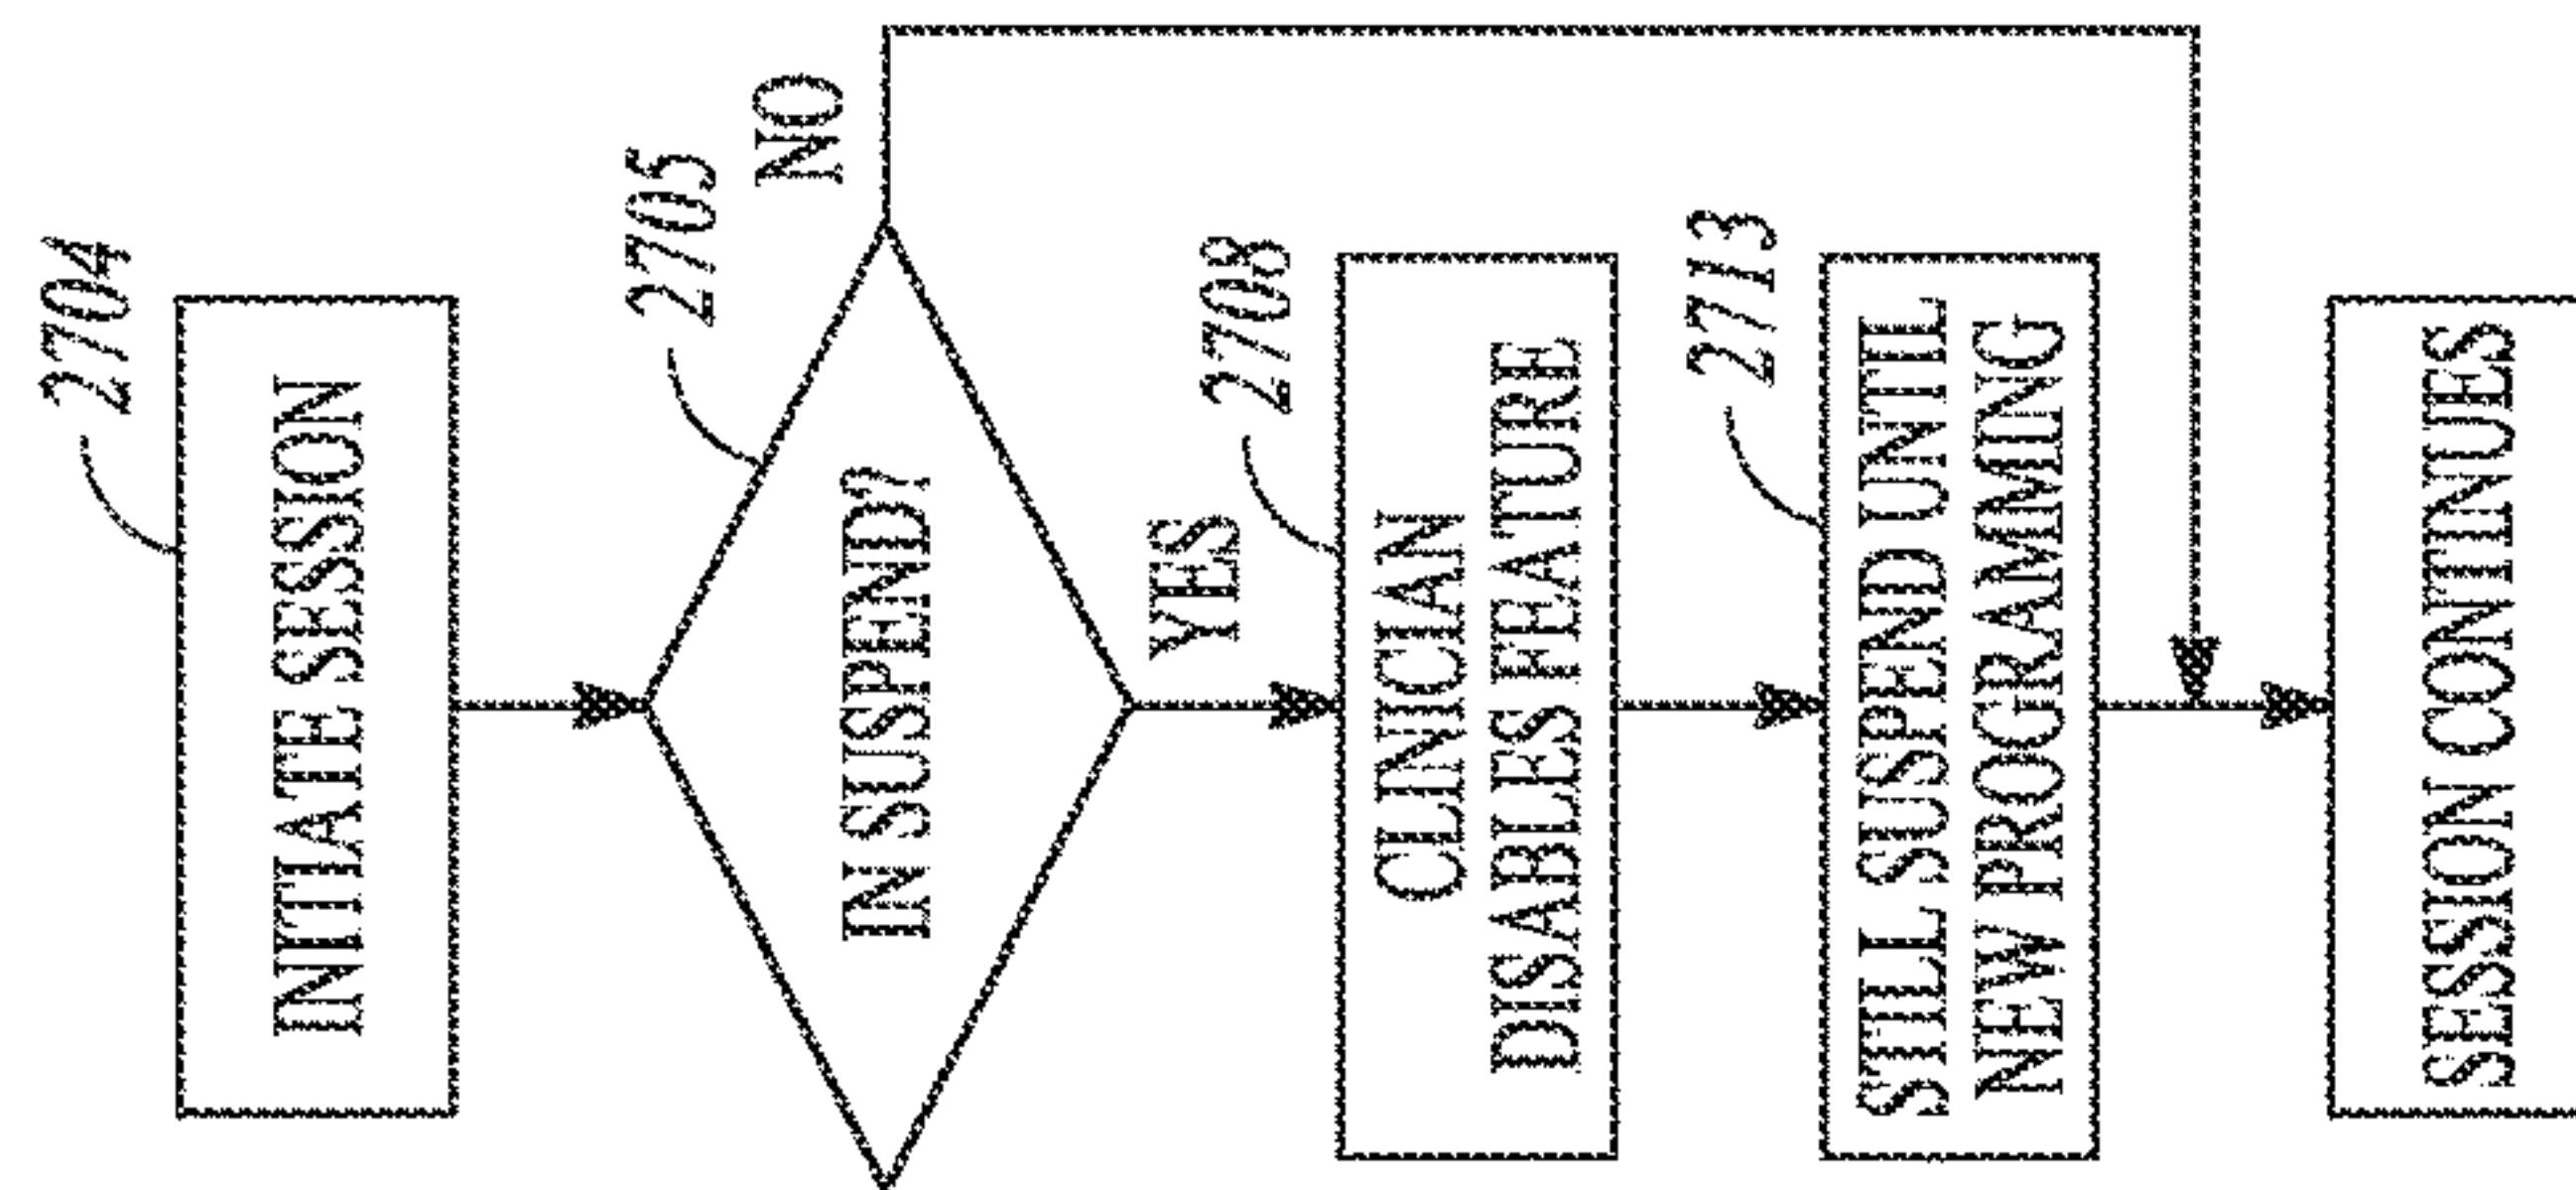 2704
INITIATE SESSION
2705
IN SUSPEND?
NO
YES
2708
CLINICIAN
DISABLES FEATURE
2713
STILL SUSPEND UNTIL
NEW PROGRAMMING
SESSION CONTINUES